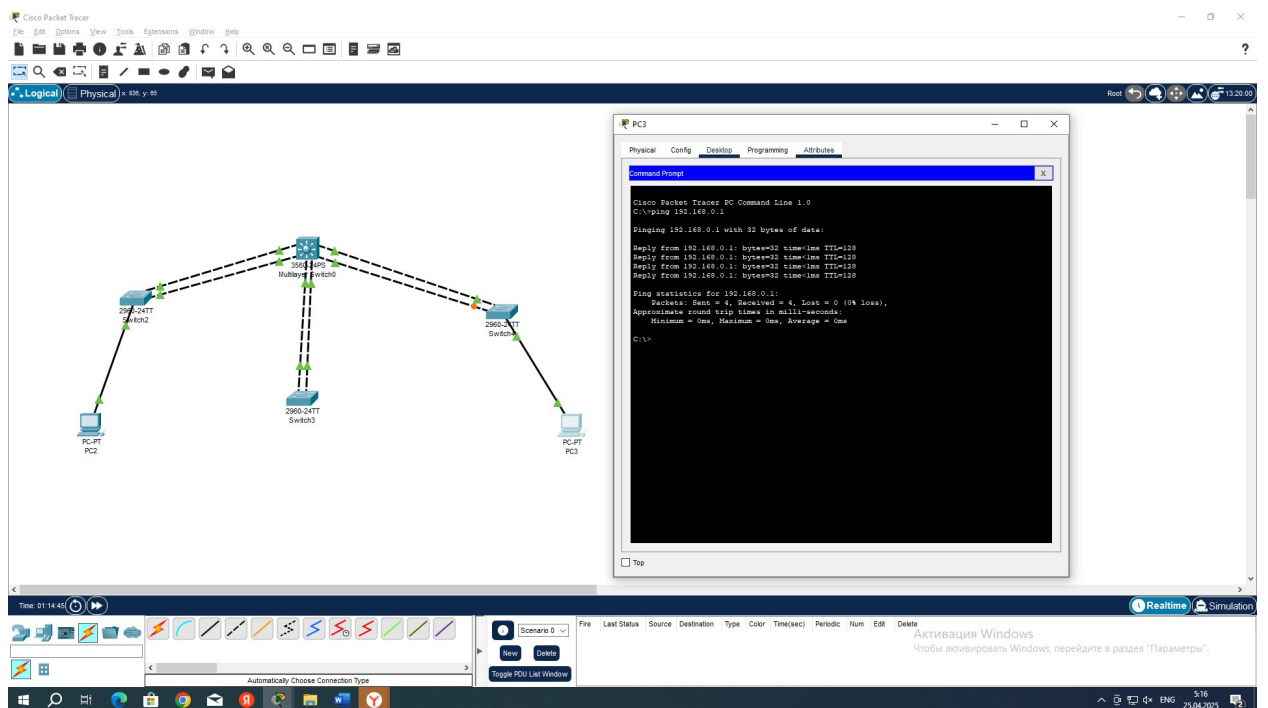 Cisco Packet Tracer
File Edit Options View Tools Extensions Window Help
?
Logical Physical x: 836, y: 65 Root 13:20:00
PC3
Physical Config Desktop Programming Attributes
Command Prompt X
Cisco Packet Tracer PC Command Line 1.0
C:\>ping 192.168.0.1
Pinging 192.168.0.1 with 32 bytes of data:
Reply from 192.168.0.1: bytes=32 time<1ms TTL=128
Reply from 192.168.0.1: bytes=32 time<1ms TTL=128
Reply from 192.168.0.1: bytes=32 time<1ms TTL=128
Reply from 192.168.0.1: bytes=32 time<1ms TTL=128
Ping statistics for 192.168.0.1:
Packets: Sent = 4, Received = 4, Lost = 0 (0% loss),
Approximate round trip times in milli-seconds:
Minimum = 0ms, Maximum = 0ms, Average = 0ms
C:\>
Top
3560-24PS
Multilayer Switch0
2960-24TT
Switch2
2960-24TT
Switch4
2960-24TT
Switch3
PC-PT
PC2
PC-PT
PC3
Time: 01:14:45 Realtime Simulation
Scenario 0
New Delete
Toggle PDU List Window
Fire Last Status Source Destination Type Color Time(sec) Periodic Num Edit Delete
Automatically Choose Connection Type
Активация Windows
Чтобы активировать Windows, перейдите в раздел "Параметры".
ENG 5:16
25.04.2025
2